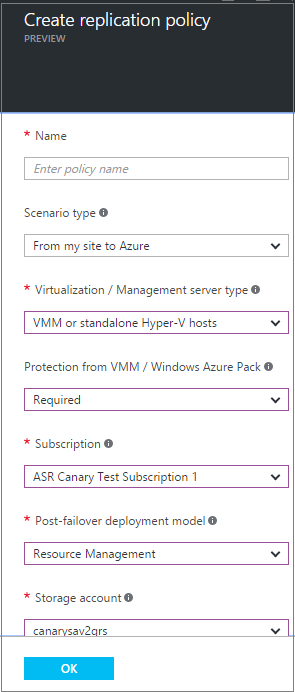 Create replication policy
PREVIEW
* Name
Enter policy name
Scenario type
From my site to Azure
* Virtualization / Management server type
VMM or standalone Hyper-V hosts
Protection from VMM / Windows Azure Pack
Required
* Subscription
ASR Canary Test Subscription 1
* Post-failover deployment model
Resource Management
* Storage account
canarysav2grs
OK